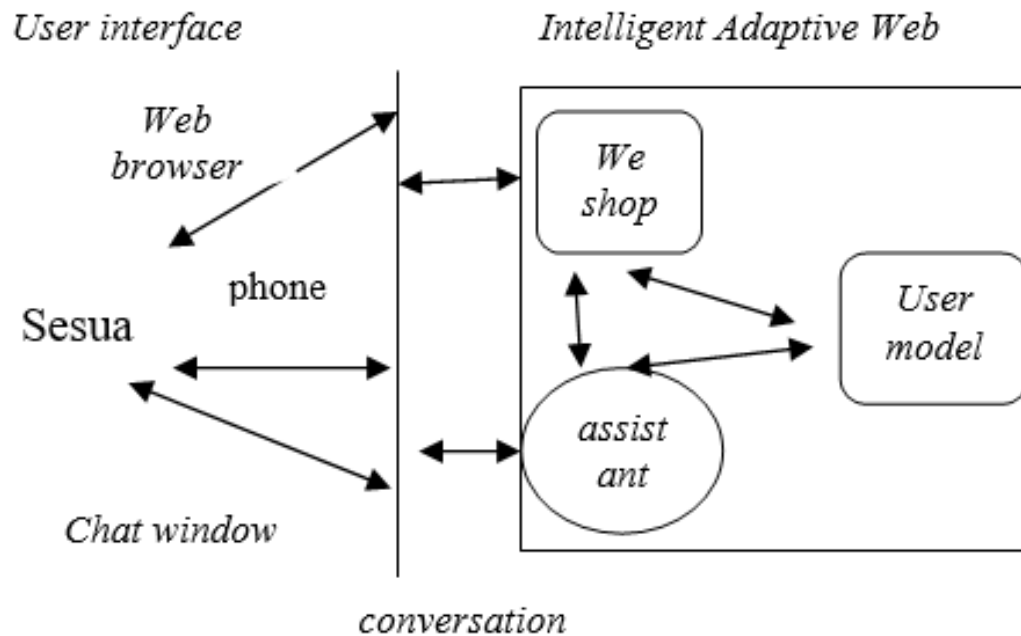 User interface
Intelligent Adaptive Web
Web
browser
We
shop
phone
Sesua
User
model
assist
ant
Chat window
conversation